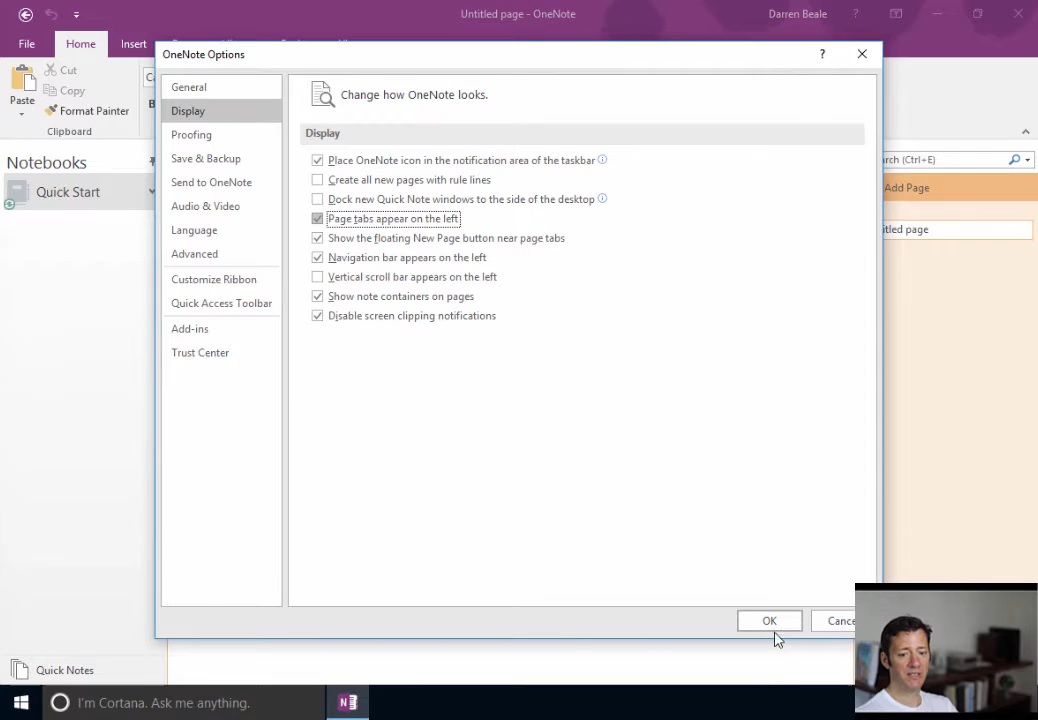 Untitled page - OneNote
Darren Beale
?
File
Home
Insert
OneNote Options
?
Cut
Copy
Paste
Format Painter
B
Clipboard
Notebooks
Quick Start
General
Display
Proofing
Save & Backup
Send to OneNote
Audio & Video
Language
Advanced
Customize Ribbon
Quick Access Toolbar
Add-ins
Trust Center
Change how OneNote looks.
Display
Place OneNote icon in the notification area of the taskbar
Create all new pages with rule lines
Dock new Quick Note windows to the side of the desktop
Page tabs appear on the left
Show the floating New Page button near page tabs
Navigation bar appears on the left
Vertical scroll bar appears on the left
Show note containers on pages
Disable screen clipping notifications
rch (Ctrl+E)
Add Page
titled page
OK
Cance
Quick Notes
I'm Cortana. Ask me anything.